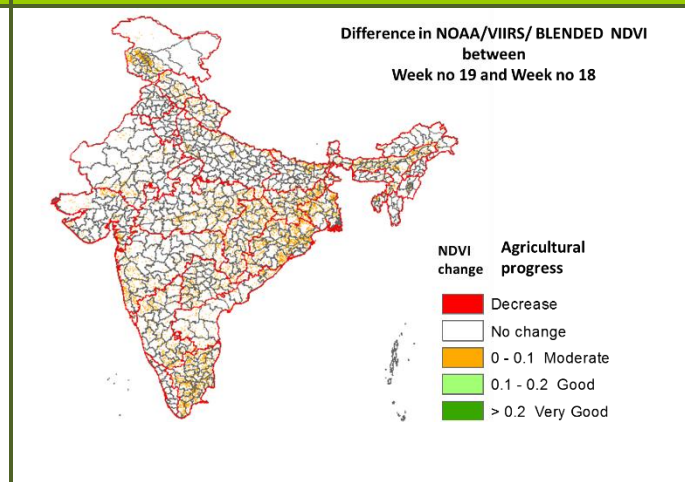 Difference in NOAA/VIIRS/ BLENDED NDVI
between
Week no 19 and Week no 18
NDVI
change
Agricultural
progress
Decrease
No change
0 - 0.1 Moderate
0.1 - 0.2 Good
> 0.2 Very Good